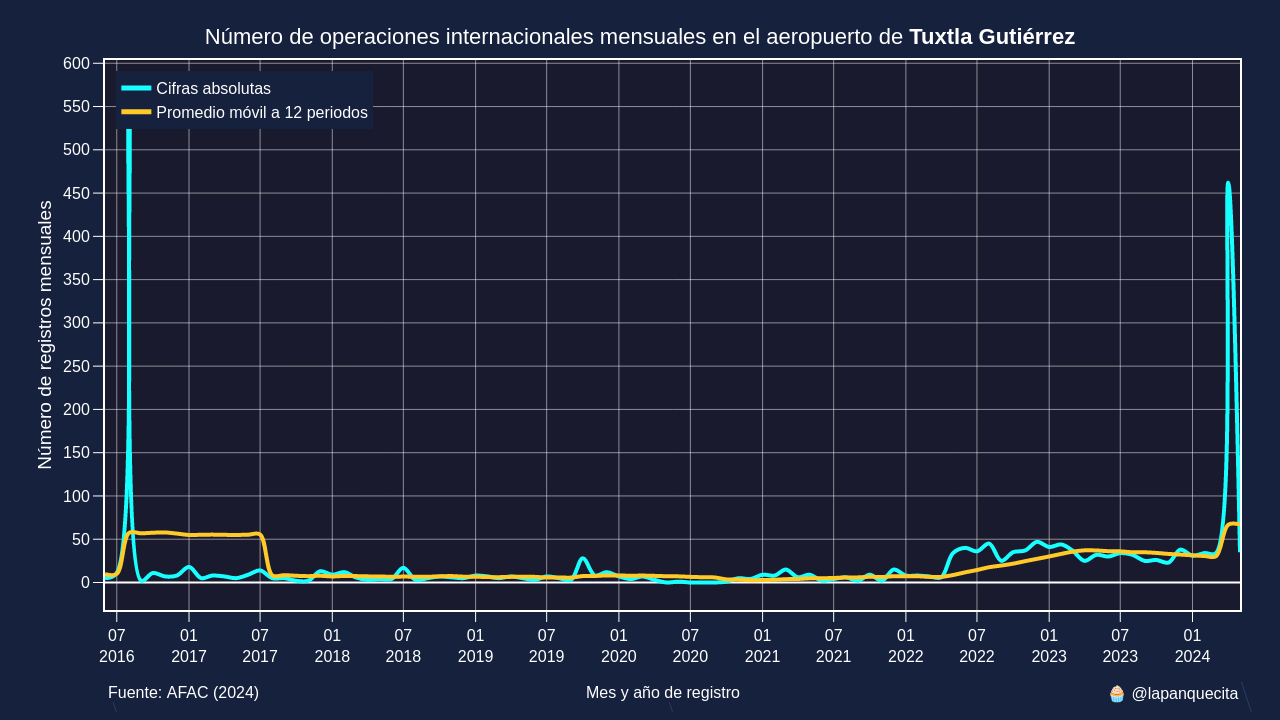 Número de operaciones internacionales mensuales en el aeropuerto de Tuxtla Gutiérrez
Cifras absolutas
Promedio móvil a 12 periodos
Número de registros mensuales
600
550
500
450
400
350
300
250
200
150
100
50
0
07 01 07 01 07 01 07 01 07 01 07 01 07 01 07 01
2016 2017 2017 2018 2018 2019 2019 2020 2020 2021 2021 2022 2022 2023 2023 2024
Fuente: AFAC (2024) Mes y año de registro 🧁 @lapanquecita